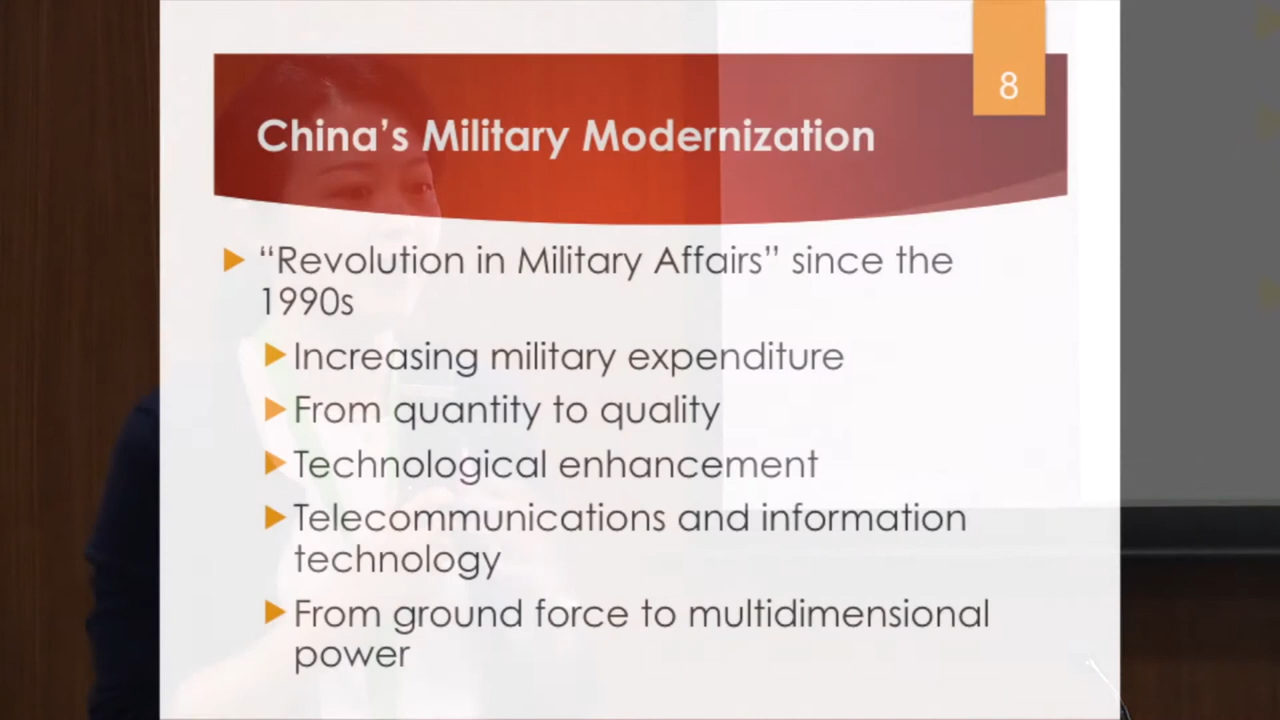 8
China's Military Modernization
“Revolution in Military Affairs” since the
1990s
Increasing military expenditure
From quantity to quality
Technological enhancement
Telecommunications and information
technology
From ground force to multidimensional
power